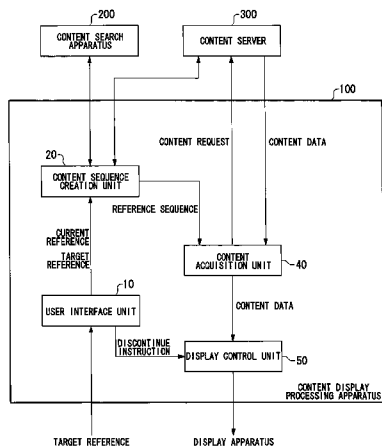 200
CONTENT SEARCH
APPARATUS
300
CONTENT SERVER
100
CONTENT REQUEST
CONTENT DATA
20
CONTENT SEQUENCE
CREATION UNIT
REFERENCE SEQUENCE
CURRENT
REFERENCE
TARGET
REFERENCE
CONTENT
ACQUISITION UNIT
40
10
USER INTERFACE UNIT
CONTENT DATA
DISCONTINUE
INSTRUCTION
DISPLAY CONTROL UNIT
50
CONTENT DISPLAY
PROCESSING APPARATUS
TARGET REFERENCE
DISPLAY APPARATUS